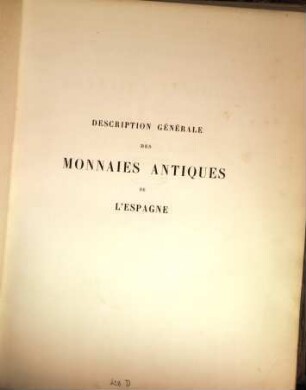 DESCRIPTION GÉNÉRALE
DES
MONNAIES ANTIQUES
DE
L'ESPAGNE